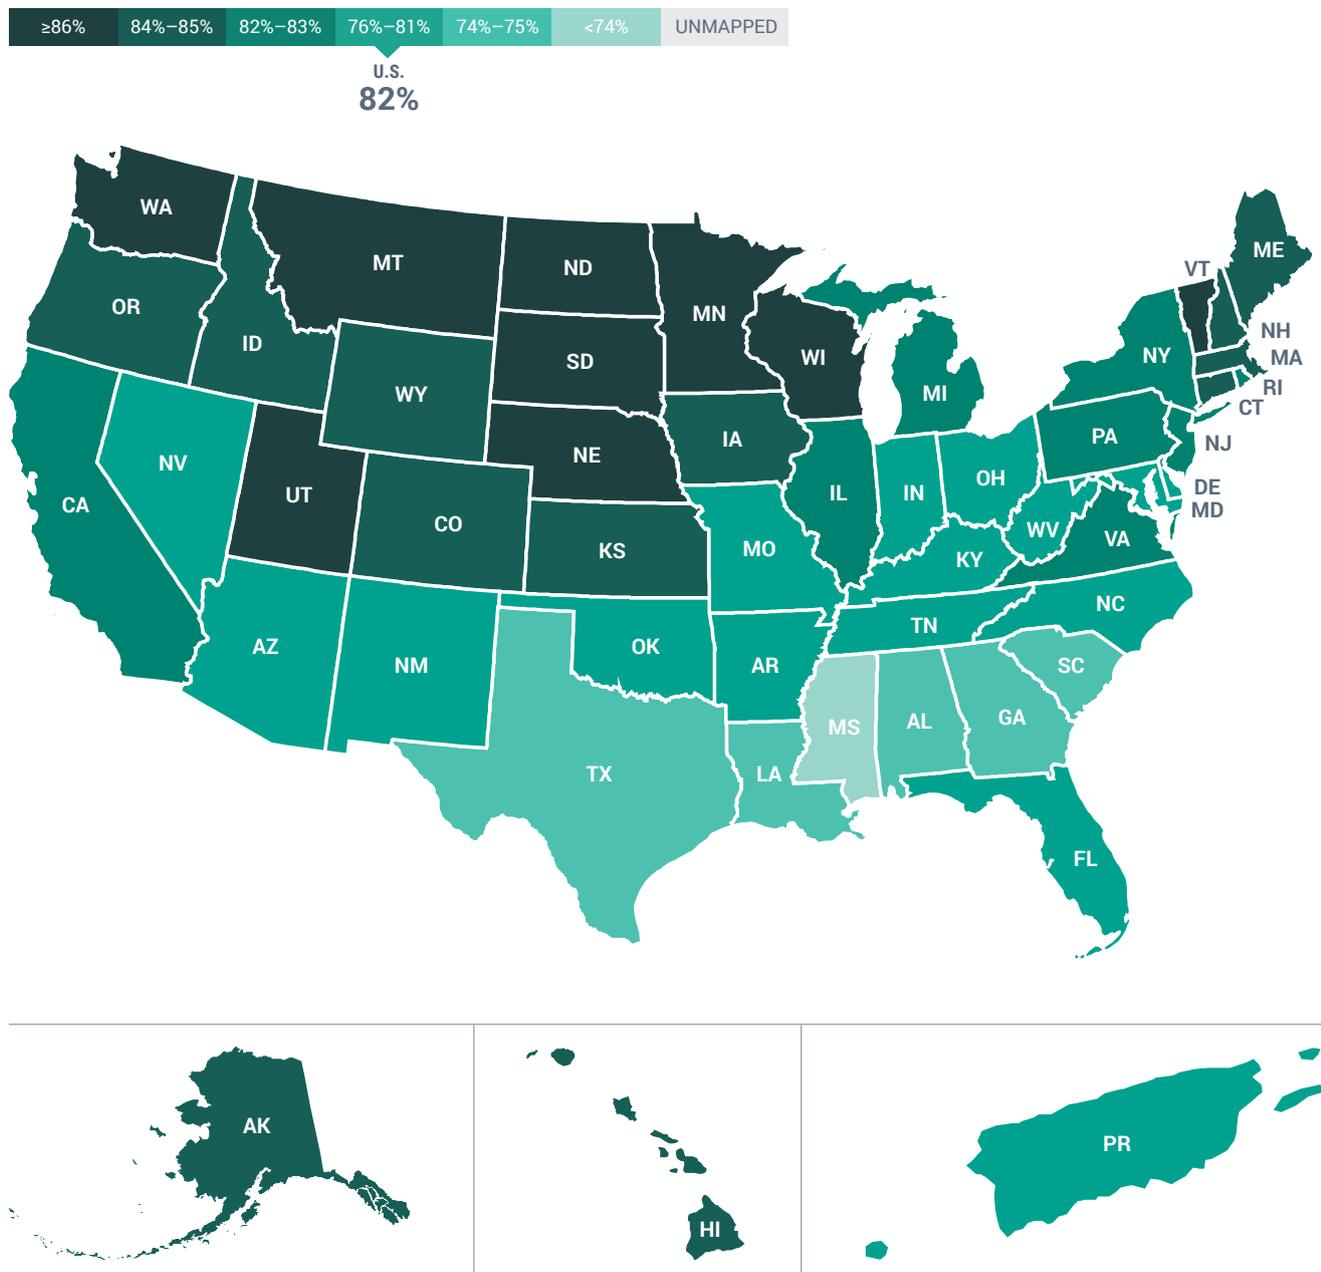 ≥86% 84%–85% 82%–83% 76%–81% 74%–75% <74% UNMAPPED
U.S.
82%
WA
MT
ND
MN
ME
VT
OR
ID
WY
SD
WI
MI
NY
NH
MA
RI
CT
NV
UT
CO
NE
IA
IL
IN
OH
PA
NJ
DE
MD
CA
KS
MO
KY
WV
VA
AZ
NM
OK
AR
TN
NC
SC
TX
LA
MS
AL
GA
FL
AK
HI
PR